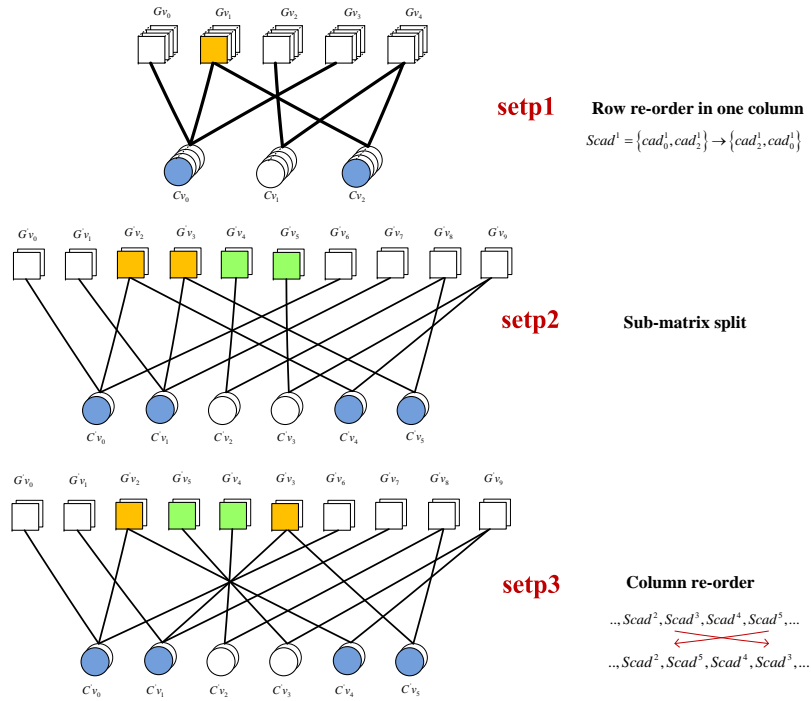 Gv₀ Gv₁ Gv₂ Gv₃ Gv₄
setp1
Row re-order in one column
Scad¹ = {cad₀¹, cad₂¹} → {cad₂¹, cad₀¹}
Cv₀ Cv₁ Cv₂
G'v₀ G'v₁ G'v₂ G'v₃ G'v₄ G'v₅ G'v₆ G'v₇ G'v₈ G'v₉
setp2
Sub-matrix split
C'v₀ C'v₁ C'v₂ C'v₃ C'v₄ C'v₅
G'v₀ G'v₁ G'v₂ G'v₅ G'v₄ G'v₃ G'v₆ G'v₇ G'v₈ G'v₉
setp3
Column re-order
.., Scad², Scad³, Scad⁴, Scad⁵, ...
.., Scad², Scad⁵, Scad⁴, Scad³, ...
C'v₀ C'v₁ C'v₂ C'v₃ C'v₄ C'v₅